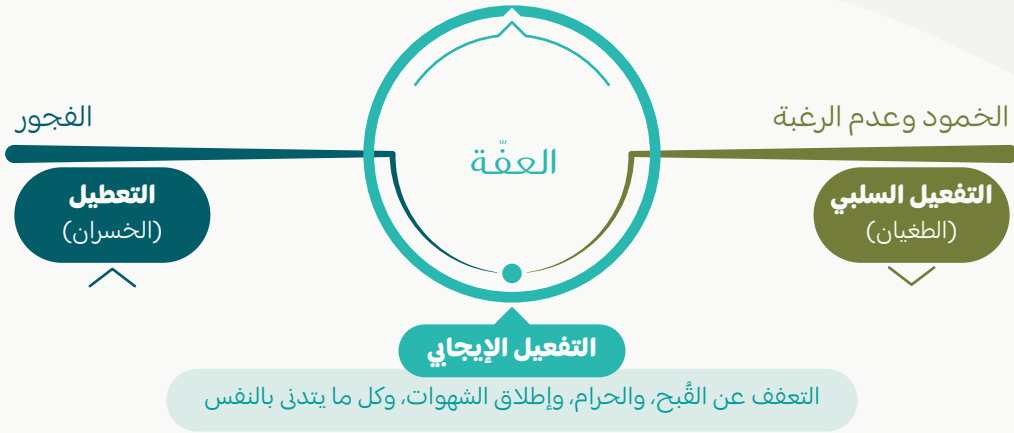 الخمود وعدم الرغبة
التفعيل السلبي
(الطغيان)
العفّة
الفجور
التعطيل
(الخسران)
التفعيل الإيجابي
التعفف عن القُبح، والحرام، وإطلاق الشهوات، وكل ما يتدنى بالنفس